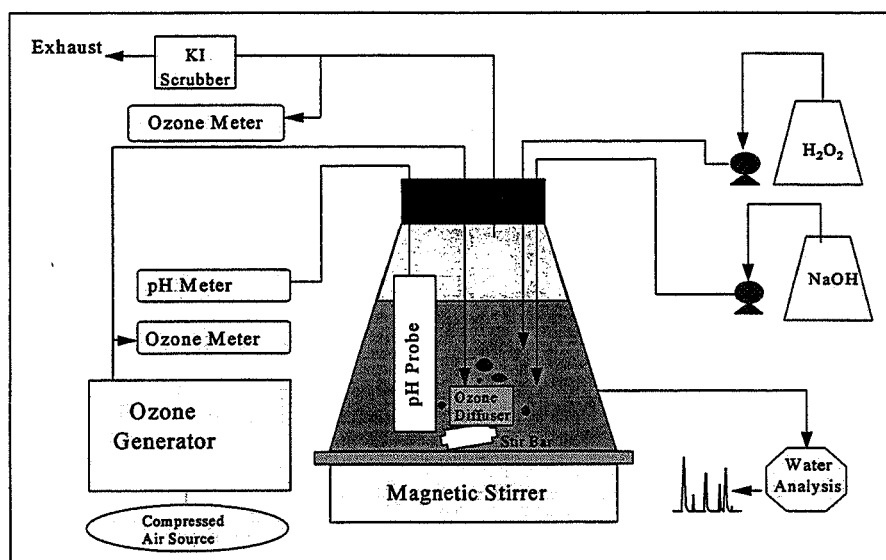 Exhaust
KI
Scrubber
Ozone Meter
H₂O₂
pH Meter
NaOH
Ozone Meter
pH Probe
Ozone
Diffuser
Stir Bar
Ozone
Generator
Water
Analysis
Magnetic Stirrer
Compressed
Air Source